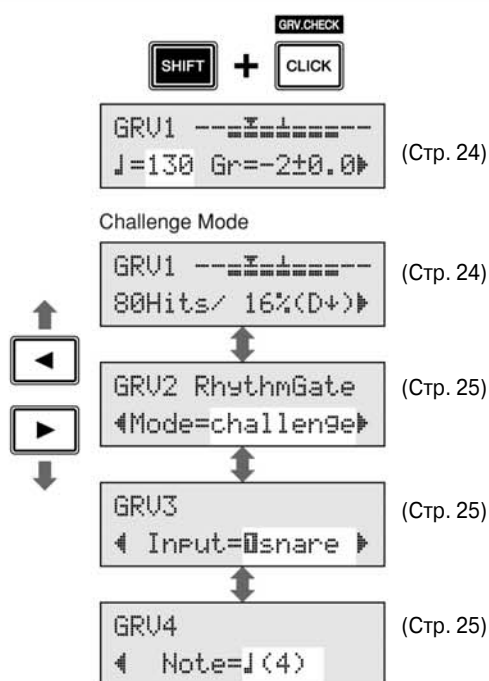 GRV.CHECK
SHIFT + CLICK
GRV1
♩=130 Gr=-2±0.0▶ (Стр. 24)
Challenge Mode
GRV1
80Hits/ 16%(D↓)▶ (Стр. 24)
GRV2 RhythmGate
◀Mode=challenge▶ (Стр. 25)
GRV3
◀ Input=1snare ▶ (Стр. 25)
GRV4
◀ Note=♩(4) (Стр. 25)